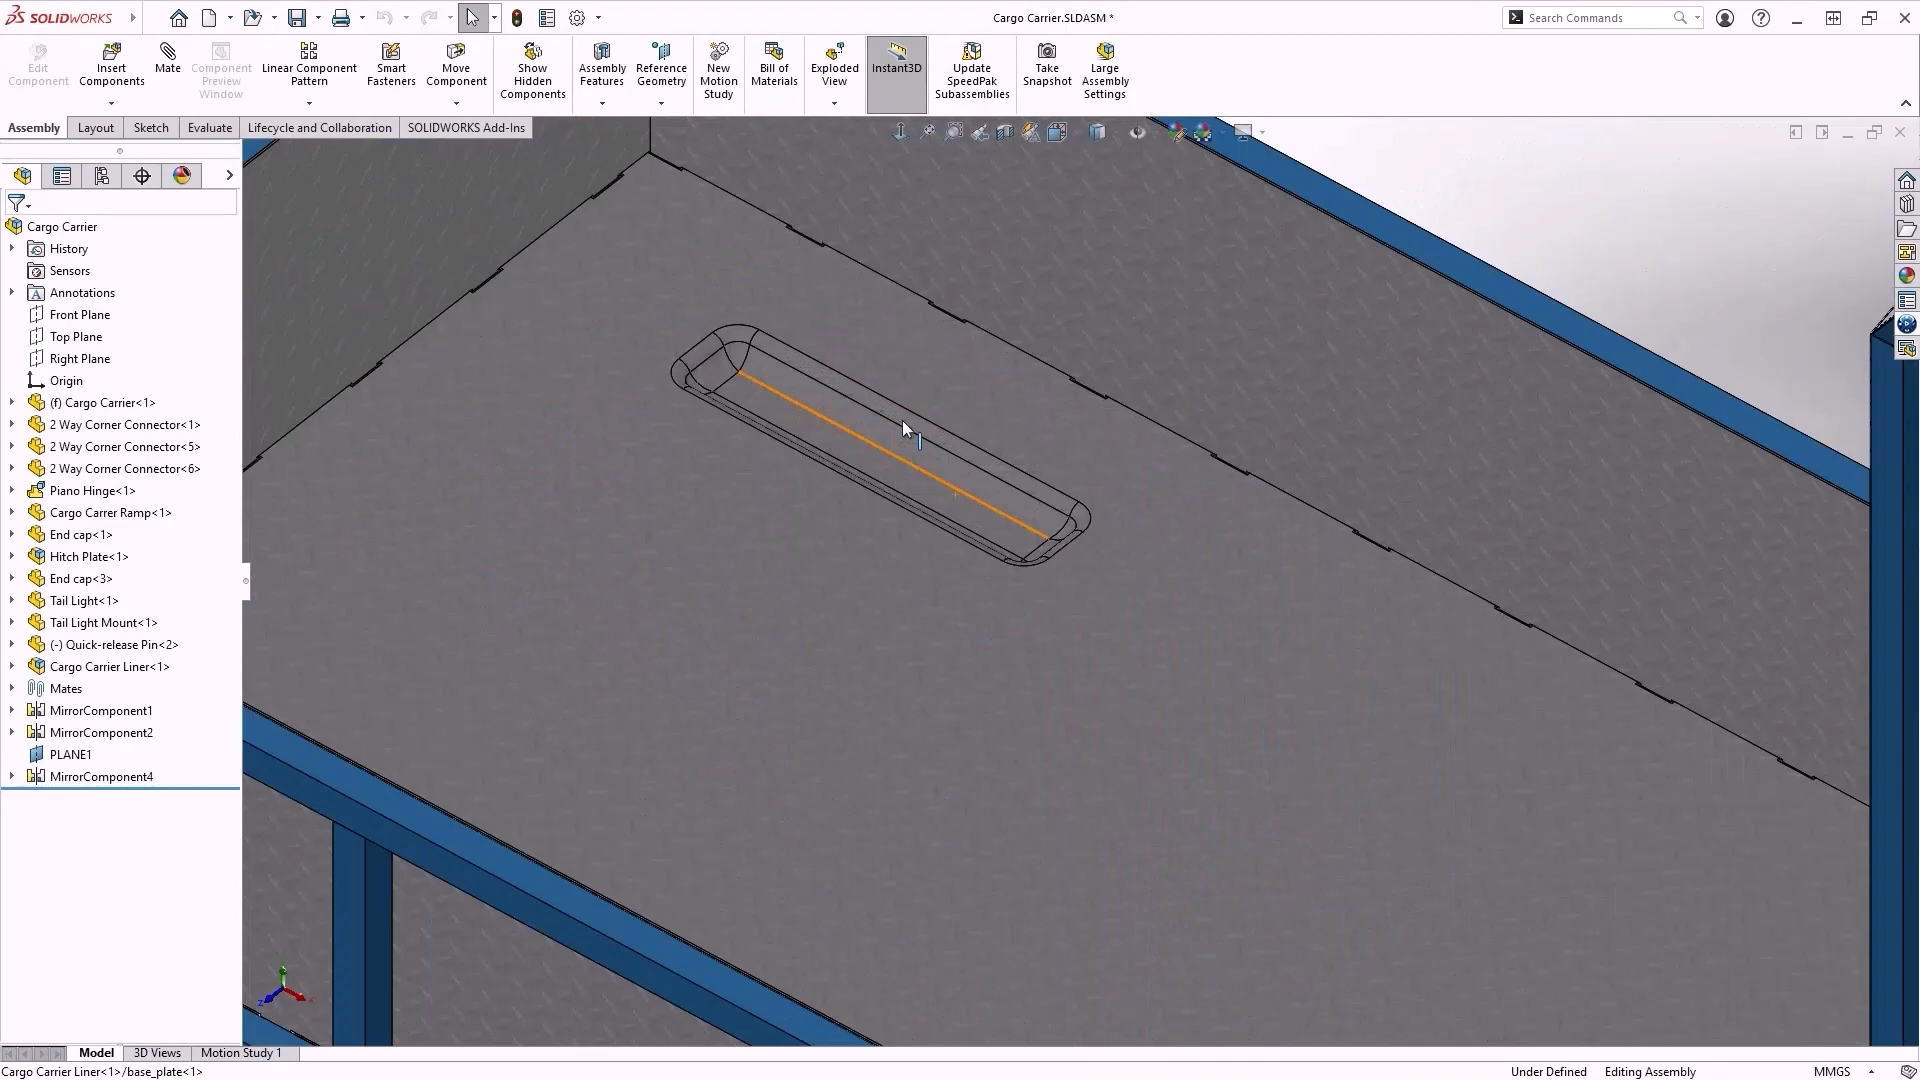 SOLIDWORKS
Cargo Carrier.SLDASM *
Search Commands
Edit Component
Insert Components
Mate
Component Preview Window
Linear Component Pattern
Smart Fasteners
Move Component
Show Hidden Components
Assembly Features
Reference Geometry
New Motion Study
Bill of Materials
Exploded View
Instant3D
Update SpeedPak Subassemblies
Take Snapshot
Large Assembly Settings
Assembly
Layout
Sketch
Evaluate
Lifecycle and Collaboration
SOLIDWORKS Add-Ins
Cargo Carrier
History
Sensors
Annotations
Front Plane
Top Plane
Right Plane
Origin
(f) Cargo Carrier<1>
2 Way Corner Connector<1>
2 Way Corner Connector<5>
2 Way Corner Connector<6>
Piano Hinge<1>
Cargo Carrer Ramp<1>
End cap<1>
Hitch Plate<1>
End cap<3>
Tail Light<1>
Tail Light Mount<1>
(-) Quick-release Pin<2>
Cargo Carrier Liner<1>
Mates
MirrorComponent1
MirrorComponent2
PLANE1
MirrorComponent4
Model
3D Views
Motion Study 1
Cargo Carrier Liner<1>/base_plate<1>
Under Defined
Editing Assembly
MMGS